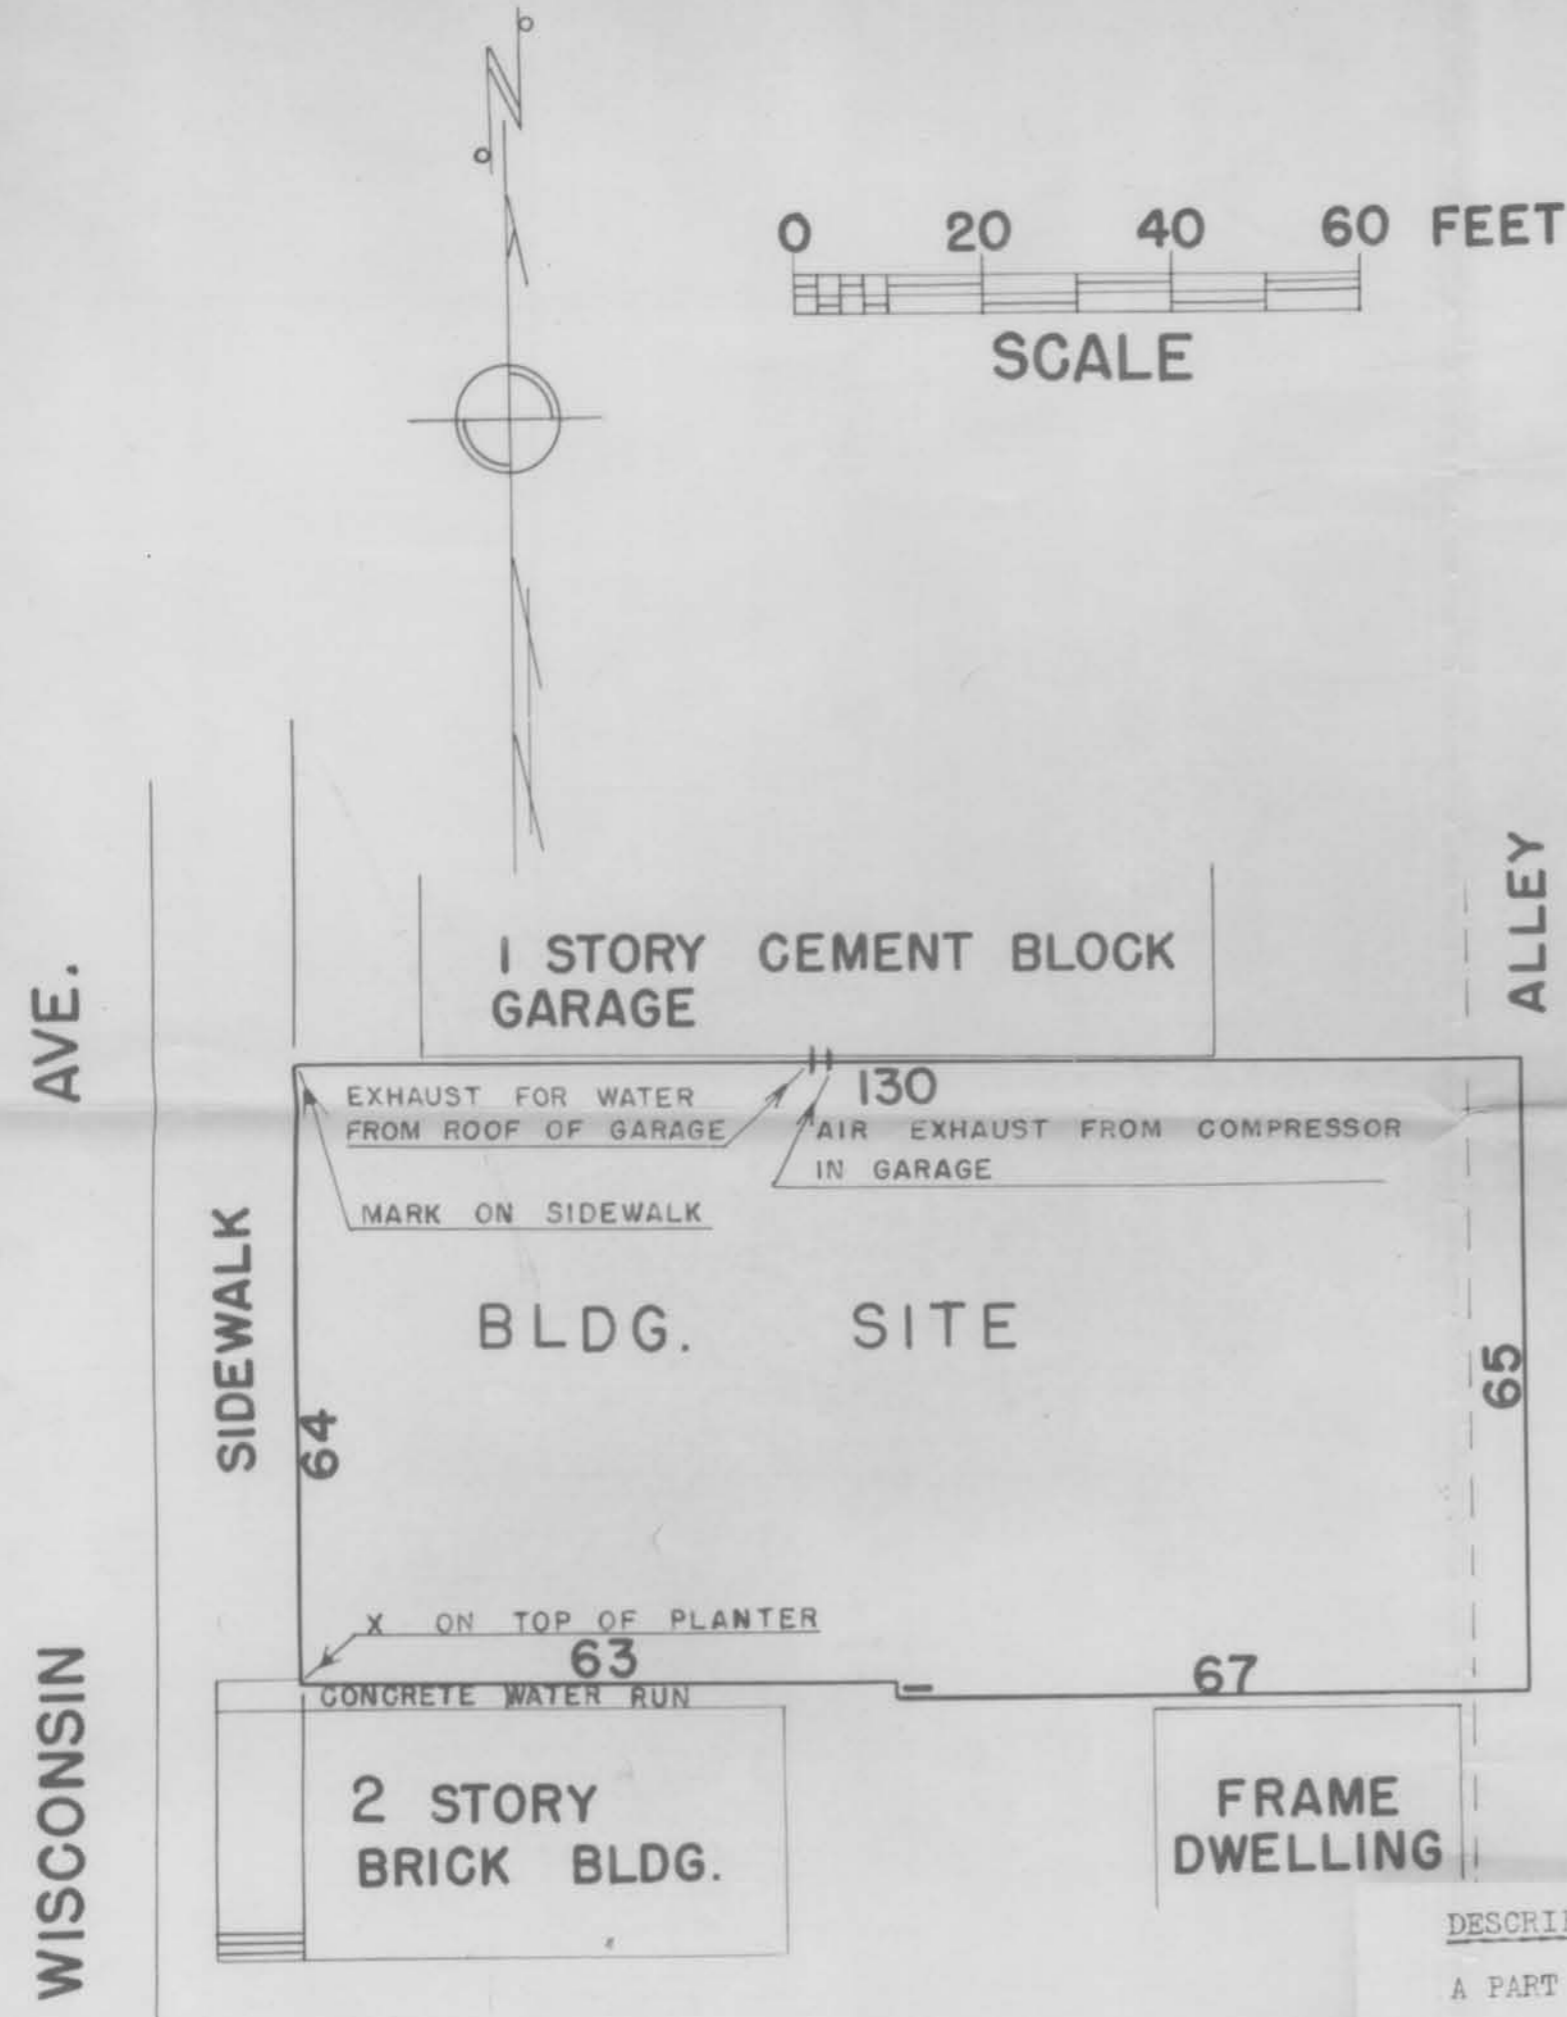 N
0 20 40 60 FEET
SCALE
AVE.
ALLEY
1 STORY CEMENT BLOCK
GARAGE
130
EXHAUST FOR WATER
FROM ROOF OF GARAGE
AIR EXHAUST FROM COMPRESSOR
IN GARAGE
MARK ON SIDEWALK
SIDEWALK
BLDG. SITE
64
65
X ON TOP OF PLANTER
63
67
CONCRETE WATER RUN
WISCONSIN
2 STORY
BRICK BLDG.
FRAME
DWELLING
A PART